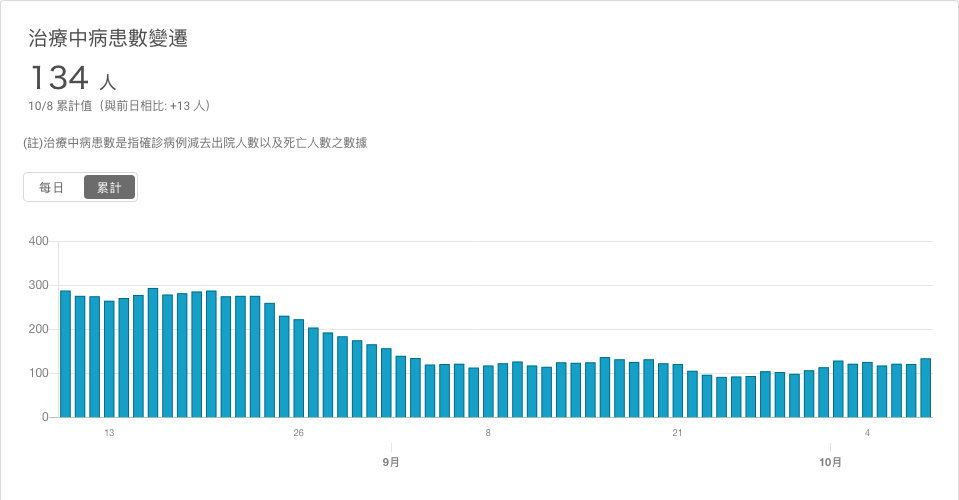 治療中病患數變遷
134 人
10/8 累計值（與前日相比: +13 人）
(註)治療中病患數是指確診病例減去出院人數以及死亡人數之數據
每日 累計
400
300
200
100
0
13 26 8 21 4
9月 10月